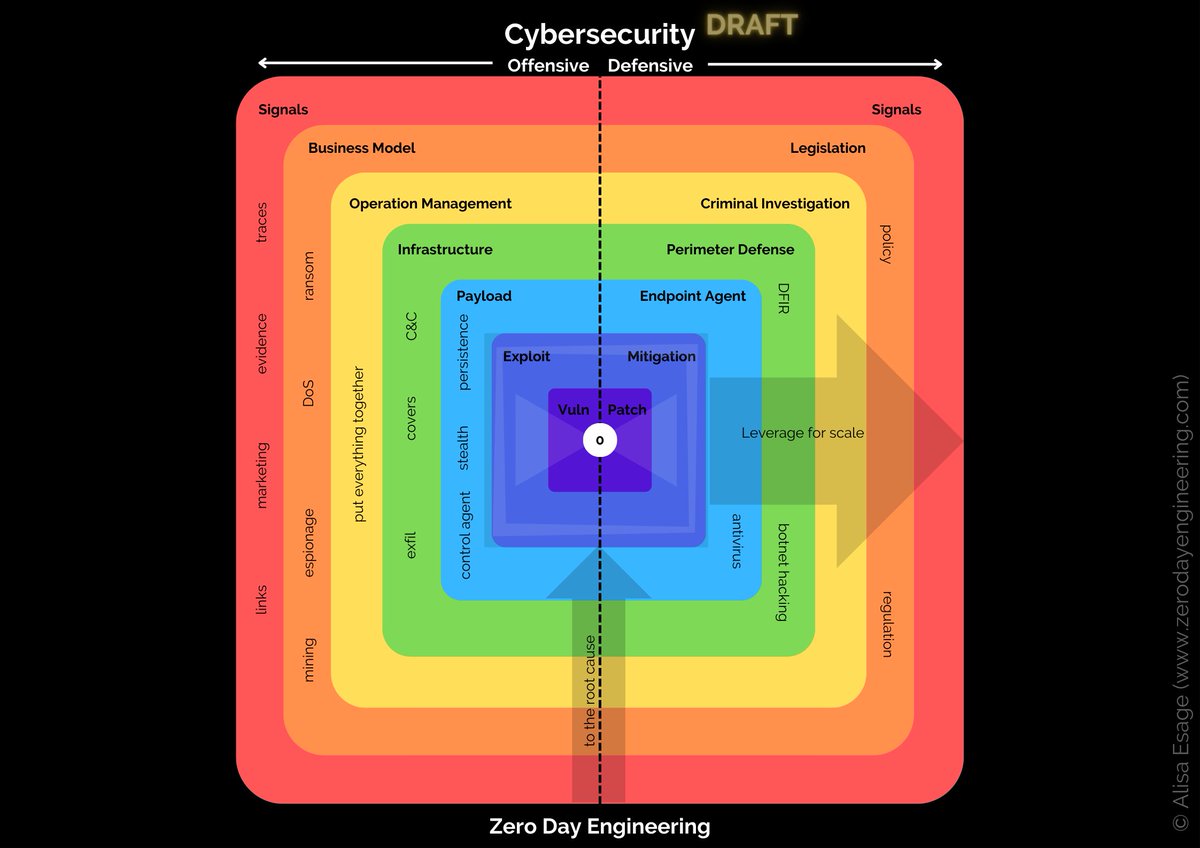 Cybersecurity DRAFT
Offensive Defensive
Signals
Signals
Business Model
Legislation
Operation Management
Criminal Investigation
Infrastructure
Perimeter Defense
Payload
Endpoint Agent
Exploit
Mitigation
Vuln
Patch
0
traces
evidence
marketing
links
ransom
DoS
espionage
mining
put everything together
C&C
covers
exfil
persistence
stealth
control agent
antivirus
DFIR
botnet hacking
policy
regulation
Leverage for scale
to the root cause
Zero Day Engineering
© Alisa Esage (www.zerodayengineering.com)